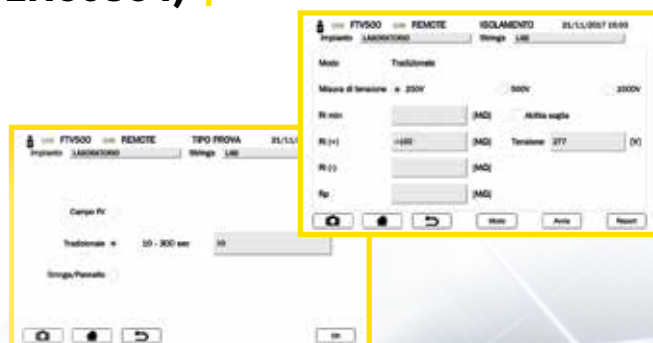 FTV500 REMOTE ISOLAMENTO 21/11/2017 15:03
Impianto LABORATORIO Stringa LAB
Modo Tradizionale
Misura di tensione 250V 500V 1000V
Ri min [MΩ] Abilita soglia
Ri (+) >100 [MΩ] Tensione 277 [V]
Ri (-) [MΩ]
Rp [MΩ]
Modo Avvia Report
FTV500 REMOTE TIPO PROVA 21/11/
Impianto LABORATORIO Stringa LAB
Campo FV
Tradizionale 10 - 300 sec 10
Stringa/Pannello
OK